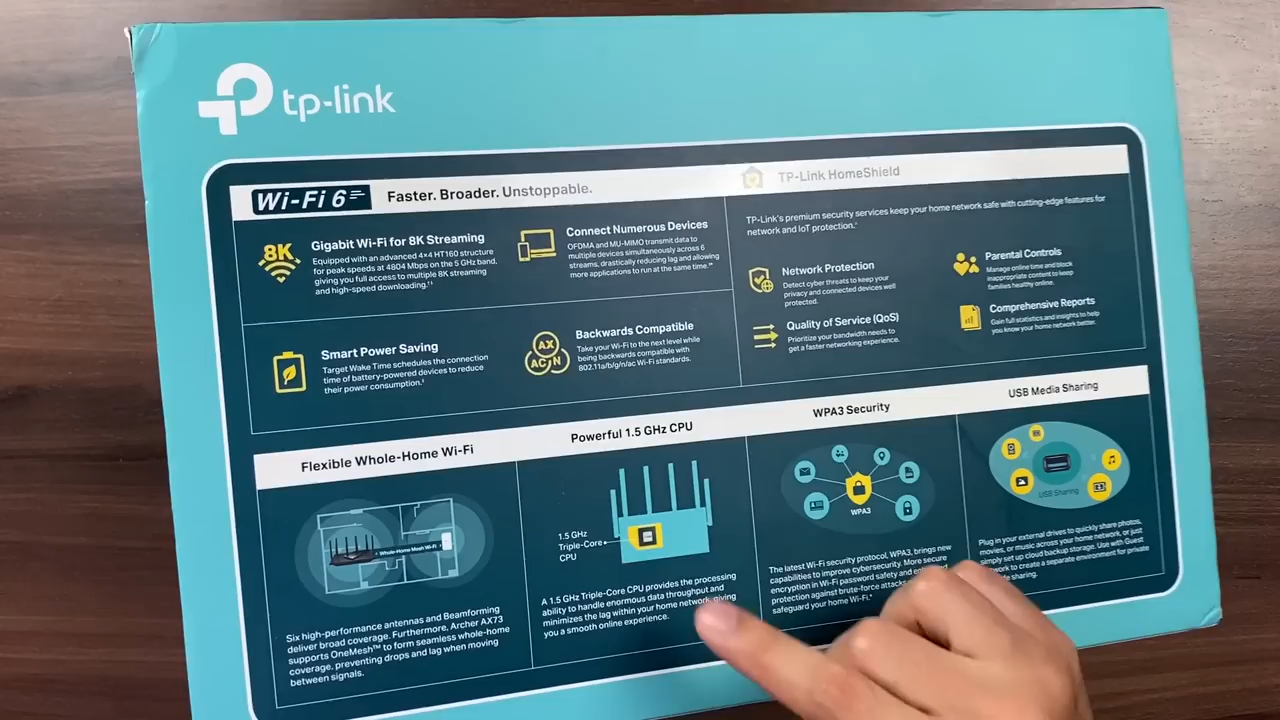 tp-link
Wi-Fi 6
Faster. Broader. Unstoppable.
TP-Link HomeShield
8K
Gigabit Wi-Fi for 8K Streaming
Equipped with an advanced 4×4 HT160 structure
for peak speeds at 4804 Mbps on the 5 GHz band,
giving you full access to multiple 8K streaming
and high-speed downloading.
Connect Numerous Devices
OFDMA and MU-MIMO transmit data to
multiple devices simultaneously across 6
streams, drastically reducing lag and allowing
more applications to run at the same time.
Smart Power Saving
Target Wake Time schedules the connection
time of battery-powered devices to reduce
their power consumption.
AX
AC
N
Backwards Compatible
Take your Wi-Fi to the next level while
being backwards compatible with
802.11a/b/g/n/ac Wi-Fi standards.
TP-Link's premium security services keep your home network safe with cutting-edge features for
network and IoT protection.
Network Protection
Detect cyber threats to keep your
privacy and connected devices well
protected.
Parental Controls
Manage online time and block
inappropriate content to keep
families healthy online.
Quality of Service (QoS)
Prioritize your bandwidth needs to
get a faster networking experience.
Comprehensive Reports
Gain full statistics and insights to help
you know your home network better.
Flexible Whole-Home Wi-Fi
Whole-Home Mesh Wi-Fi
Six high-performance antennas and Beamforming
deliver broad coverage. Furthermore, Archer AX73
supports OneMesh™ to form seamless whole-home
coverage, preventing drops and lag when moving
between signals.
Powerful 1.5 GHz CPU
1.5 GHz
Triple-Core
CPU
A 1.5 GHz Triple-Core CPU provides the processing
ability to handle enormous data throughput and
minimizes the lag within your home network, giving
you a smooth online experience.
WPA3 Security
WPA3
The latest Wi-Fi security protocol, WPA3, brings new
capabilities to improve cybersecurity. More secure
encryption in Wi-Fi password safety and
protection against brute-force attacks
safeguard your home Wi-Fi.
USB Media Sharing
USB Sharing
Plug in your external drives to quickly share photos,
movies, or music across your network, or just
simply set up cloud backup storage. Use with Guest
to create a separate environment for private
sharing.